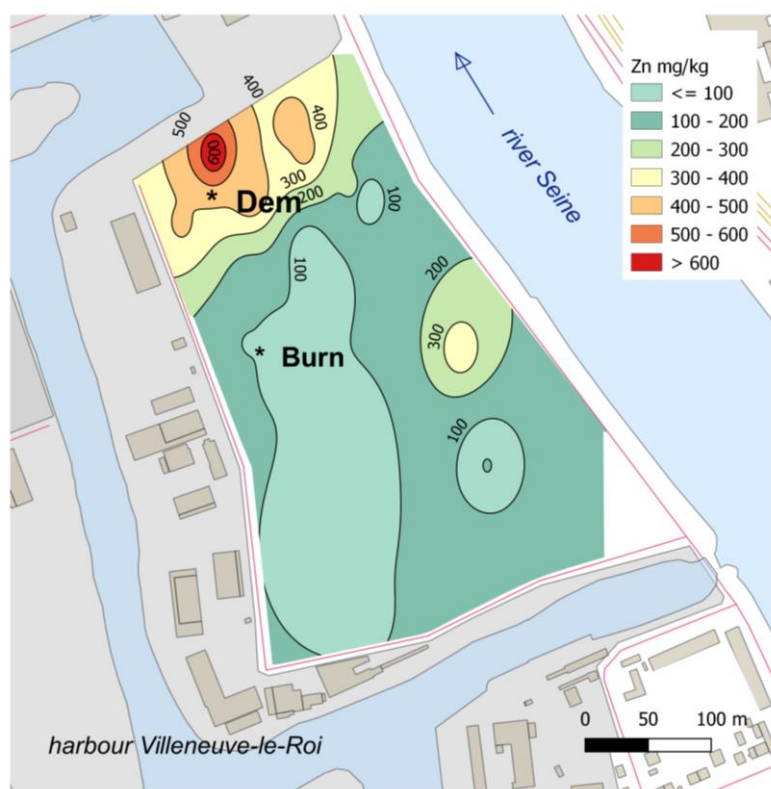 Zn mg/kg
<= 100
100 - 200
200 - 300
300 - 400
400 - 500
500 - 600
> 600
river Seine
400
500
400
600
300
200
* Dem
100
100
200
300
* Burn
100
0 50 100 m
harbour Villeneuve-le-Roi